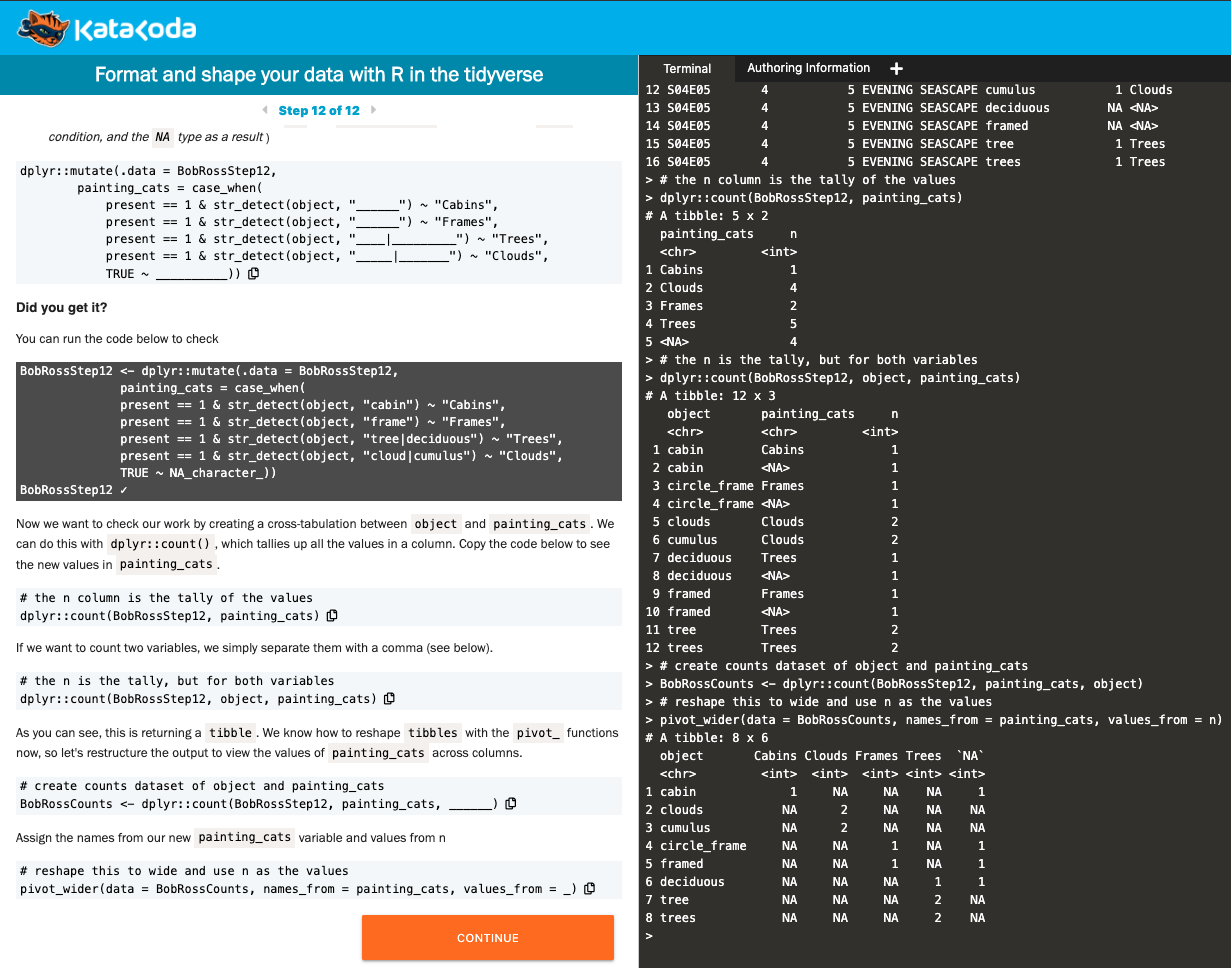 KataKoda
Format and shape your data with R in the tidyverse
Step 12 of 12
condition, and the NA type as a result )
dplyr::mutate(.data = BobRossStep12,
painting_cats = case_when(
present == 1 & str_detect(object, "______") ~ "Cabins",
present == 1 & str_detect(object, "______") ~ "Frames",
present == 1 & str_detect(object, "____|_________") ~ "Trees",
present == 1 & str_detect(object, "_____|_______") ~ "Clouds",
TRUE ~ __________))
Did you get it?
You can run the code below to check
BobRossStep12 <- dplyr::mutate(.data = BobRossStep12,
painting_cats = case_when(
present == 1 & str_detect(object, "cabin") ~ "Cabins",
present == 1 & str_detect(object, "frame") ~ "Frames",
present == 1 & str_detect(object, "tree|deciduous") ~ "Trees",
present == 1 & str_detect(object, "cloud|cumulus") ~ "Clouds",
TRUE ~ NA_character_))
BobRossStep12 ✓
Now we want to check our work by creating a cross-tabulation between object and painting_cats. We
can do this with dplyr::count(), which tallies up all the values in a column. Copy the code below to see
the new values in painting_cats.
# the n column is the tally of the values
dplyr::count(BobRossStep12, painting_cats)
If we want to count two variables, we simply separate them with a comma (see below).
# the n is the tally, but for both variables
dplyr::count(BobRossStep12, object, painting_cats)
As you can see, this is returning a tibble. We know how to reshape tibbles with the pivot_ functions
now, so let's restructure the output to view the values of painting_cats across columns.
# create counts dataset of object and painting_cats
BobRossCounts <- dplyr::count(BobRossStep12, painting_cats, ______)
Assign the names from our new painting_cats variable and values from n
# reshape this to wide and use n as the values
pivot_wider(data = BobRossCounts, names_from = painting_cats, values_from = _)
CONTINUE
Terminal Authoring Information +
12 S04E05 4 5 EVENING SEASCAPE cumulus 1 Clouds
13 S04E05 4 5 EVENING SEASCAPE deciduous NA <NA>
14 S04E05 4 5 EVENING SEASCAPE framed NA <NA>
15 S04E05 4 5 EVENING SEASCAPE tree 1 Trees
16 S04E05 4 5 EVENING SEASCAPE trees 1 Trees
> # the n column is the tally of the values
> dplyr::count(BobRossStep12, painting_cats)
# A tibble: 5 x 2
painting_cats n
<chr> <int>
1 Cabins 1
2 Clouds 4
3 Frames 2
4 Trees 5
5 <NA> 4
> # the n is the tally, but for both variables
> dplyr::count(BobRossStep12, object, painting_cats)
# A tibble: 12 x 3
object painting_cats n
<chr> <chr> <int>
1 cabin Cabins 1
2 cabin <NA> 1
3 circle_frame Frames 1
4 circle_frame <NA> 1
5 clouds Clouds 2
6 cumulus Clouds 2
7 deciduous Trees 1
8 deciduous <NA> 1
9 framed Frames 1
10 framed <NA> 1
11 tree Trees 2
12 trees Trees 2
> # create counts dataset of object and painting_cats
> BobRossCounts <- dplyr::count(BobRossStep12, painting_cats, object)
> # reshape this to wide and use n as the values
> pivot_wider(data = BobRossCounts, names_from = painting_cats, values_from = n)
# A tibble: 8 x 6
object Cabins Clouds Frames Trees `NA`
<chr> <int> <int> <int> <int> <int>
1 cabin 1 NA NA NA 1
2 clouds NA 2 NA NA NA
3 cumulus NA 2 NA NA NA
4 circle_frame NA NA 1 NA 1
5 framed NA NA 1 NA 1
6 deciduous NA NA NA 1 1
7 tree NA NA NA 2 NA
8 trees NA NA NA 2 NA
>